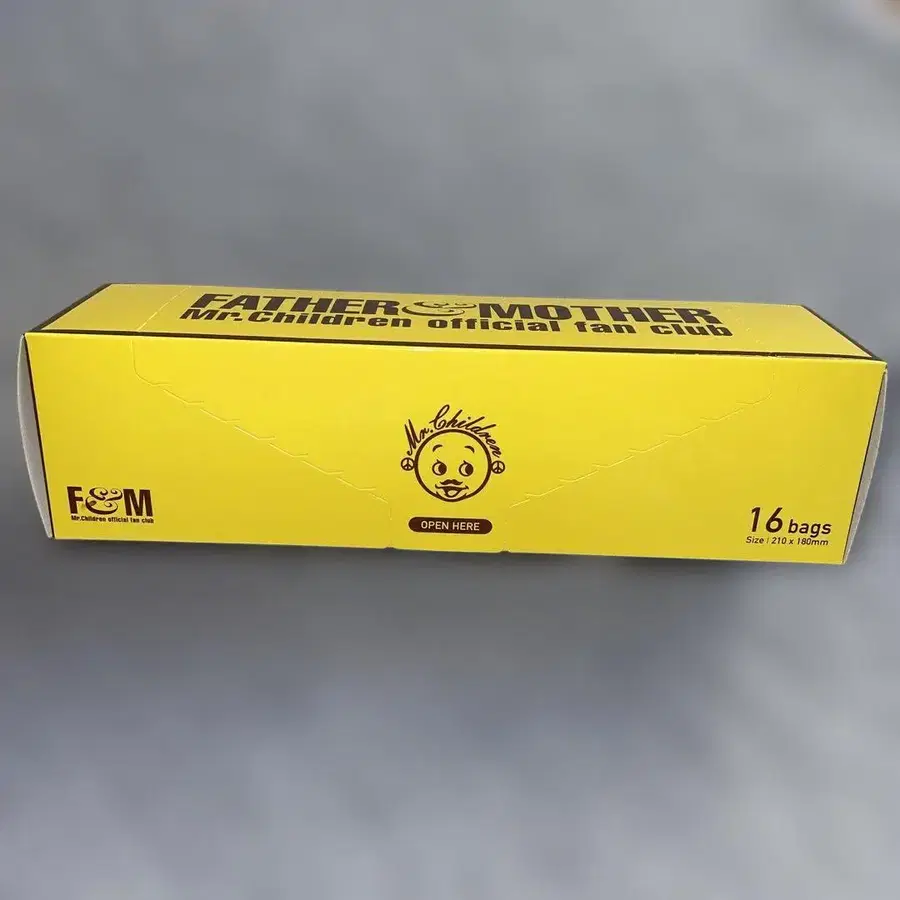 FATHER & MOTHER
Mr.Children official fan club
Mr.Children
F&M
Mr.Children official fan club
OPEN HERE
16 bags
Size | 210 x 180mm